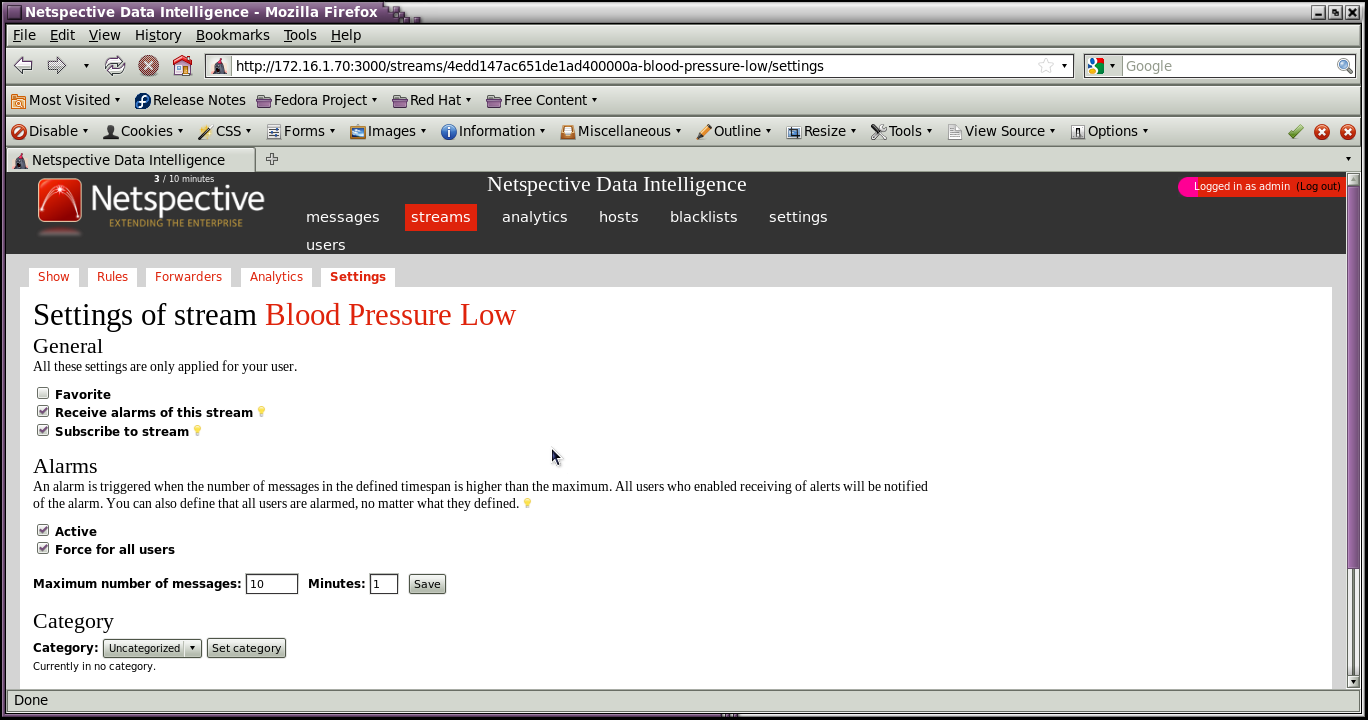 Netspective Data Intelligence - Mozilla Firefox
File Edit View History Bookmarks Tools Help
http://172.16.1.70:3000/streams/4edd147ac651de1ad400000a-blood-pressure-low/settings
Google
Most Visited Release Notes Fedora Project Red Hat Free Content
Disable Cookies CSS Forms Images Information Miscellaneous Outline Resize Tools View Source Options
Netspective Data Intelligence
3 / 10 minutes
Netspective
EXTENDING THE ENTERPRISE
Netspective Data Intelligence
Logged in as admin (Log out)
messages streams analytics hosts blacklists settings
users
Show Rules Forwarders Analytics Settings
Settings of stream Blood Pressure Low
General
All these settings are only applied for your user.
Favorite
Receive alarms of this stream
Subscribe to stream
Alarms
An alarm is triggered when the number of messages in the defined timespan is higher than the maximum. All users who enabled receiving of alerts will be notified
of the alarm. You can also define that all users are alarmed, no matter what they defined.
Active
Force for all users
Maximum number of messages: 10 Minutes: 1 Save
Category
Category: Uncategorized Set category
Currently in no category.
Done